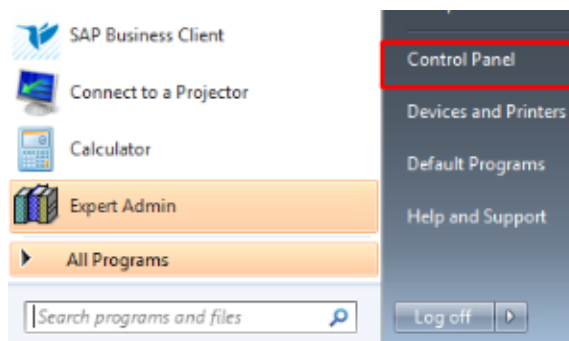 SAP Business Client
Connect to a Projector
Calculator
Expert Admin
All Programs
Search programs and files
Control Panel
Devices and Printers
Default Programs
Help and Support
Log off